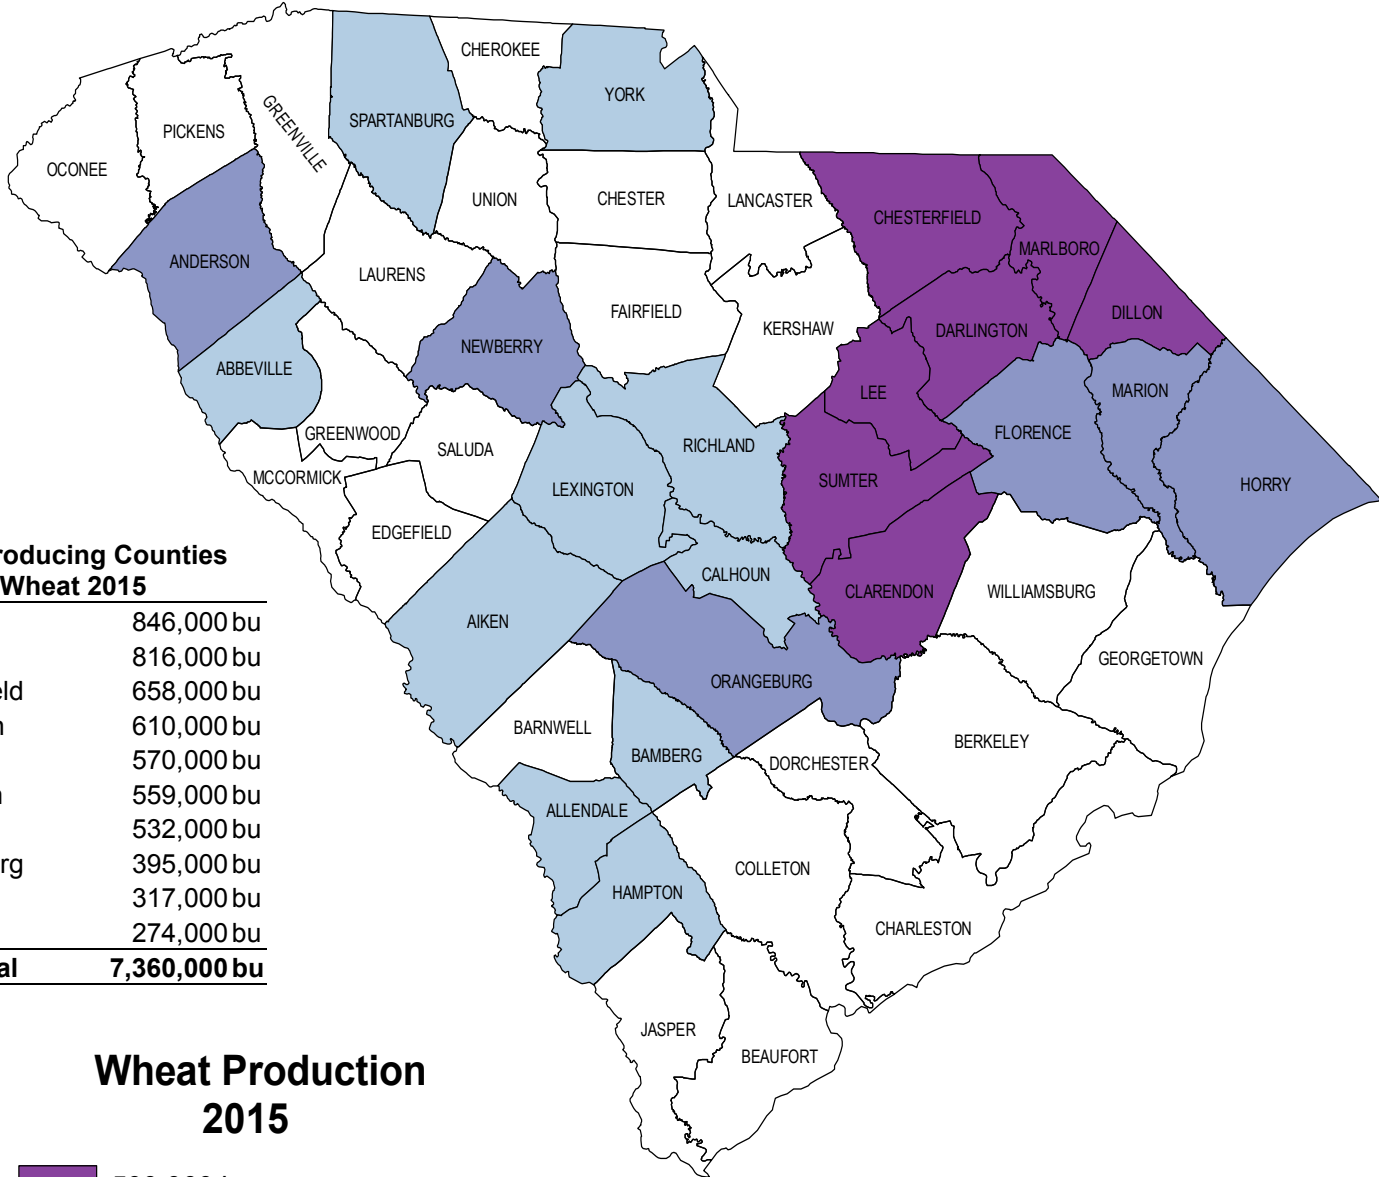 CHEROKEE
YORK
SPARTANBURG
GREENVILLE
PICKENS
OCONEE
UNION
CHESTER
LANCASTER
CHESTERFIELD
MARLBORO
ANDERSON
LAURENS
FAIRFIELD
KERSHAW
DARLINGTON
DILLON
NEWBERRY
ABBEVILLE
LEE
MARION
GREENWOOD
SALUDA
RICHLAND
FLORENCE
MCCORMICK
LEXINGTON
SUMTER
HORRY
EDGEFIELD
CALHOUN
CLARENDON
WILLIAMSBURG
AIKEN
GEORGETOWN
ORANGEBURG
BARNWELL
BAMBERG
DORCHESTER
BERKELEY
ALLENDALE
COLLETON
HAMPTON
CHARLESTON
JASPER
BEAUFORT
roducing Counties
Wheat 2015
846,000 bu
816,000 bu
eld 658,000 bu
n 610,000 bu
570,000 bu
n 559,000 bu
532,000 bu
rg 395,000 bu
317,000 bu
274,000 bu
al 7,360,000 bu
Wheat Production
2015